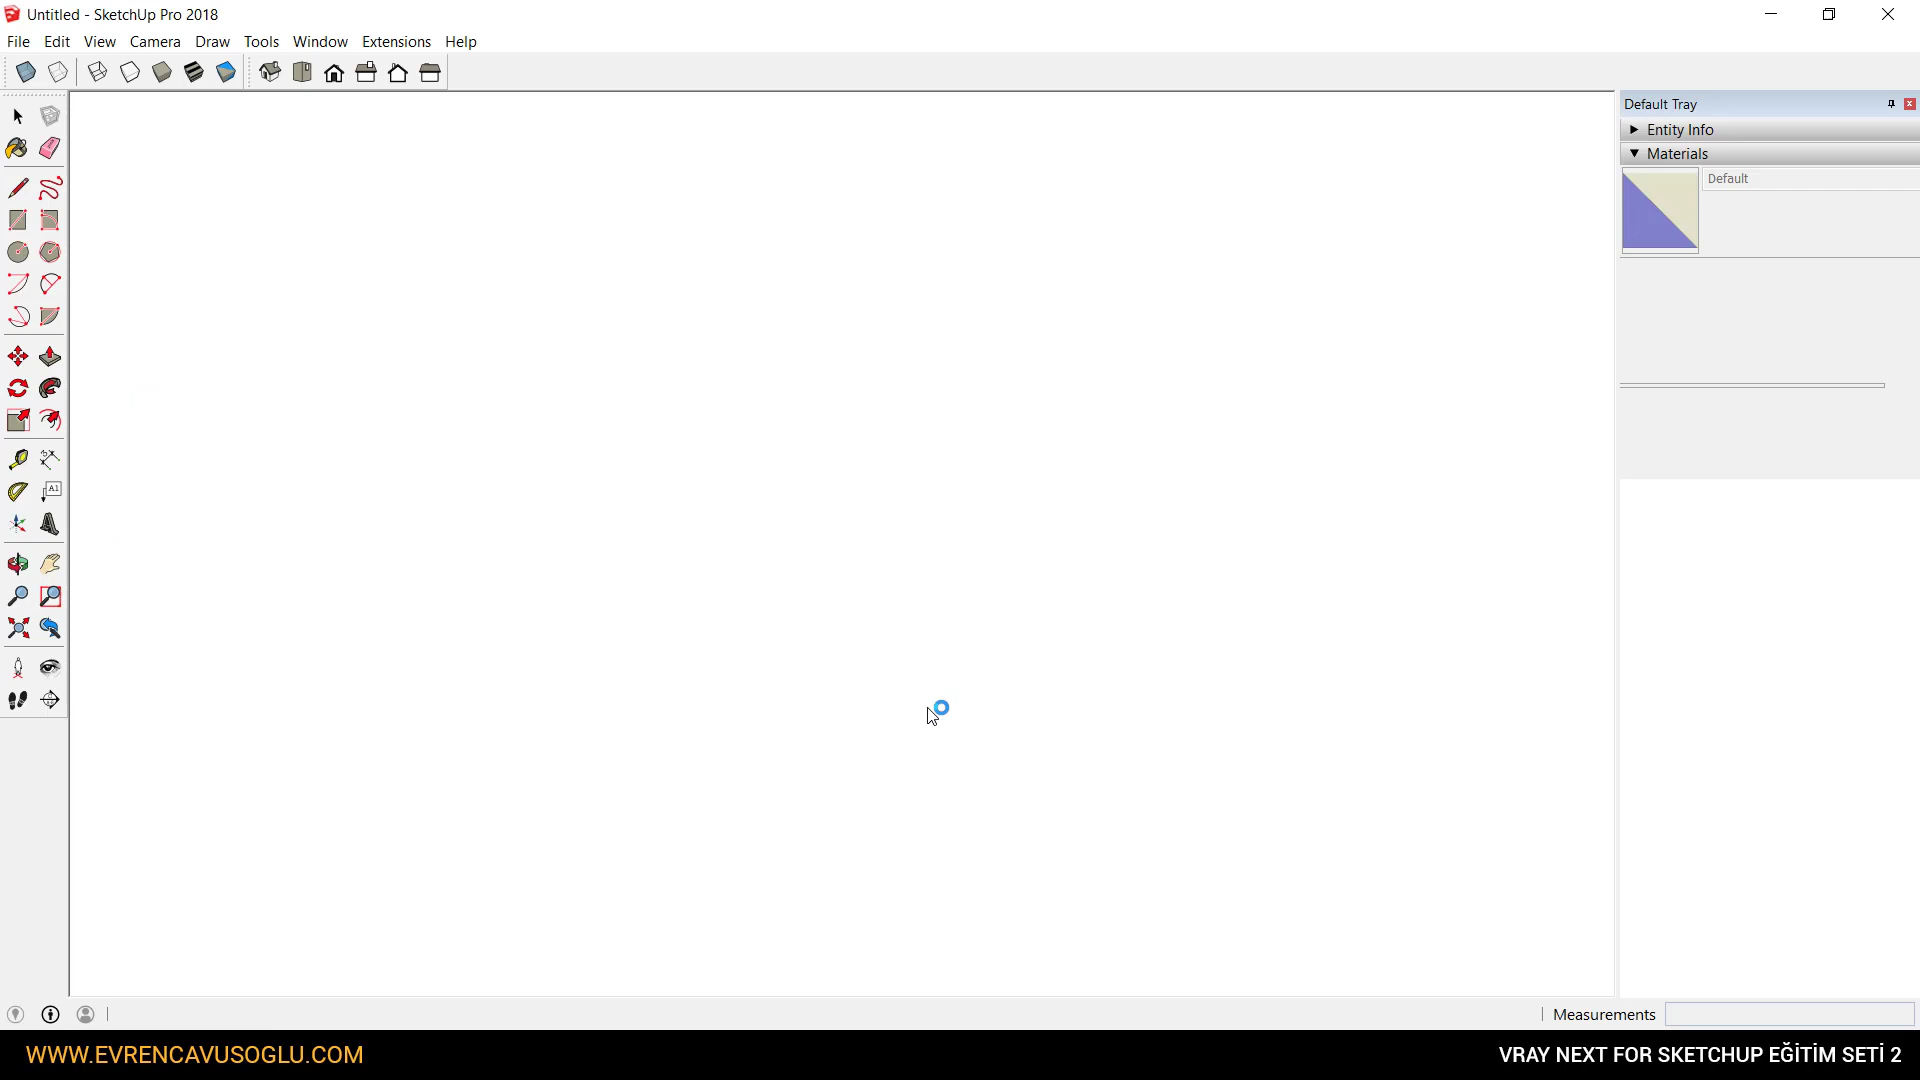 Untitled - SketchUp Pro 2018
File Edit View Camera Draw Tools Window Extensions Help
Default Tray
Entity Info
Materials
Default
A1
Measurements
WWW.EVRENCAVUSOGLU.COM
VRAY NEXT FOR SKETCHUP EĞİTİM SETİ 2